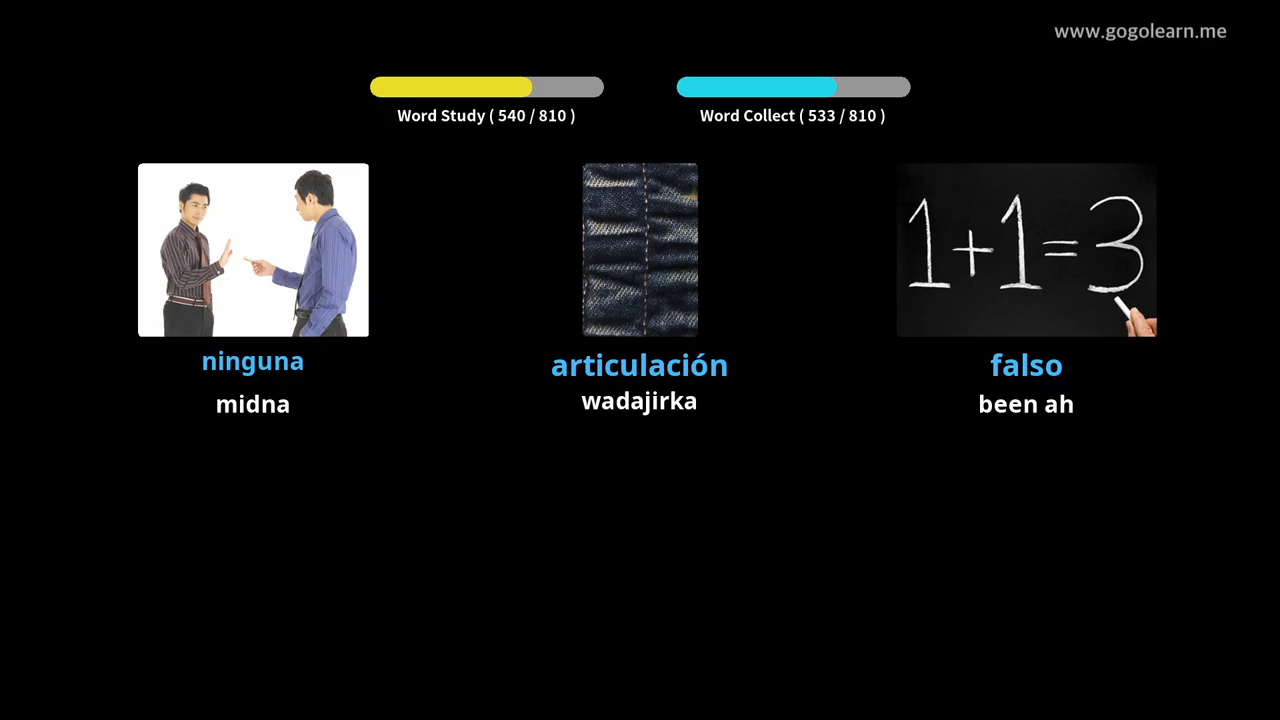 www.gogolearn.me
Word Study ( 540 / 810 )
Word Collect ( 533 / 810 )
1+1=3
ninguna
articulación
falso
midna
wadajirka
been ah